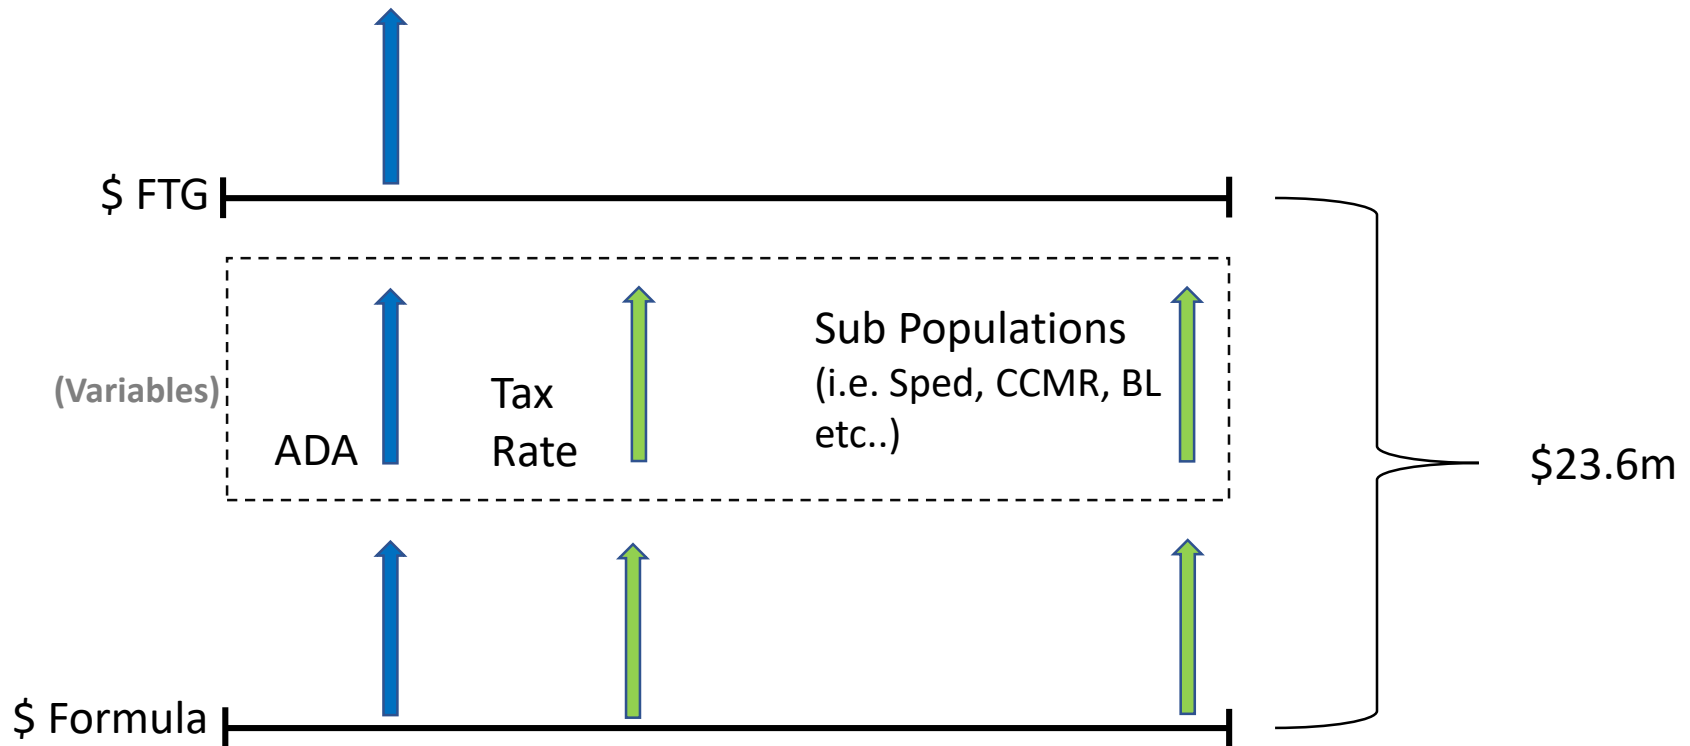 $ FTG
(Variables)
ADA
Tax
Rate
Sub Populations
(i.e. Sped, CCMR, BL
etc..)
$23.6m
$ Formula